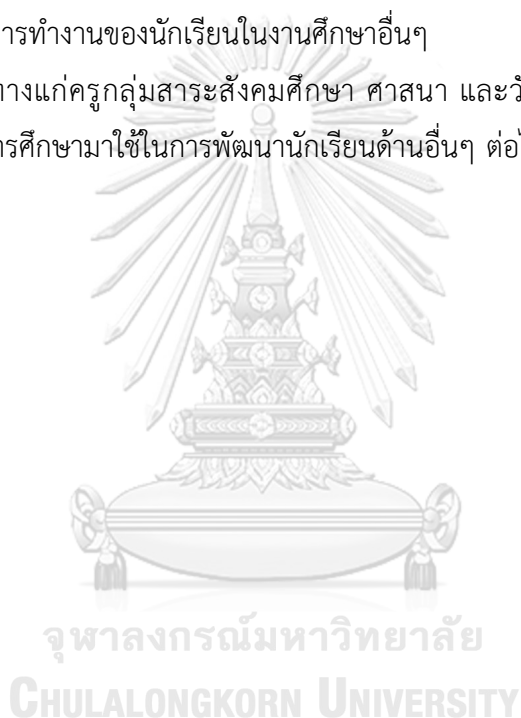 การทำงานของนักเรียนในงานศึกษาอื่นๆ
ทางแก่ครูกลุ่มสาระสังคมศึกษา ศาสนา และวั
ารศึกษามาใช้ในการพัฒนานักเรียนด้านอื่นๆ ต่อ
จุฬาลงกรณ์มหาวิทยาลัย
CHULALONGKORN UNIVERSITY